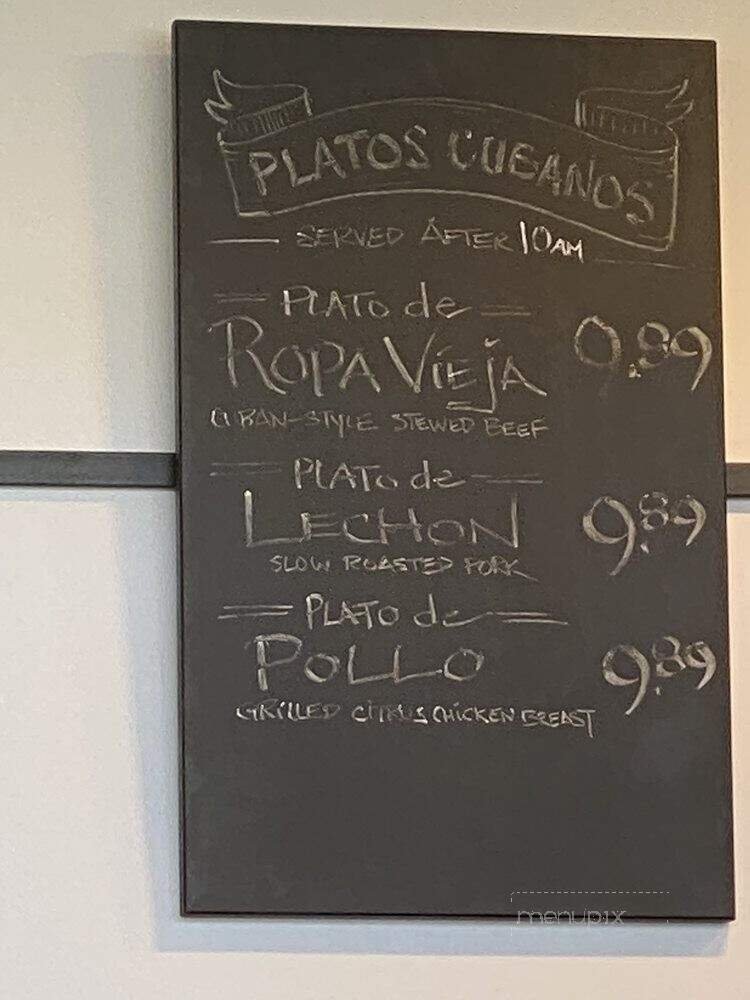 PLATOS CUBANOS
SERVED AFTER 10AM
PLATO de
ROPA VIEJA 9.89
CUBAN-STYLE STEWED BEEF
PLATO de
LECHON 9.89
SLOW ROASTED PORK
PLATO de
POLLO 9.89
GRILLED CITRUS CHICKEN BREAST
menupix